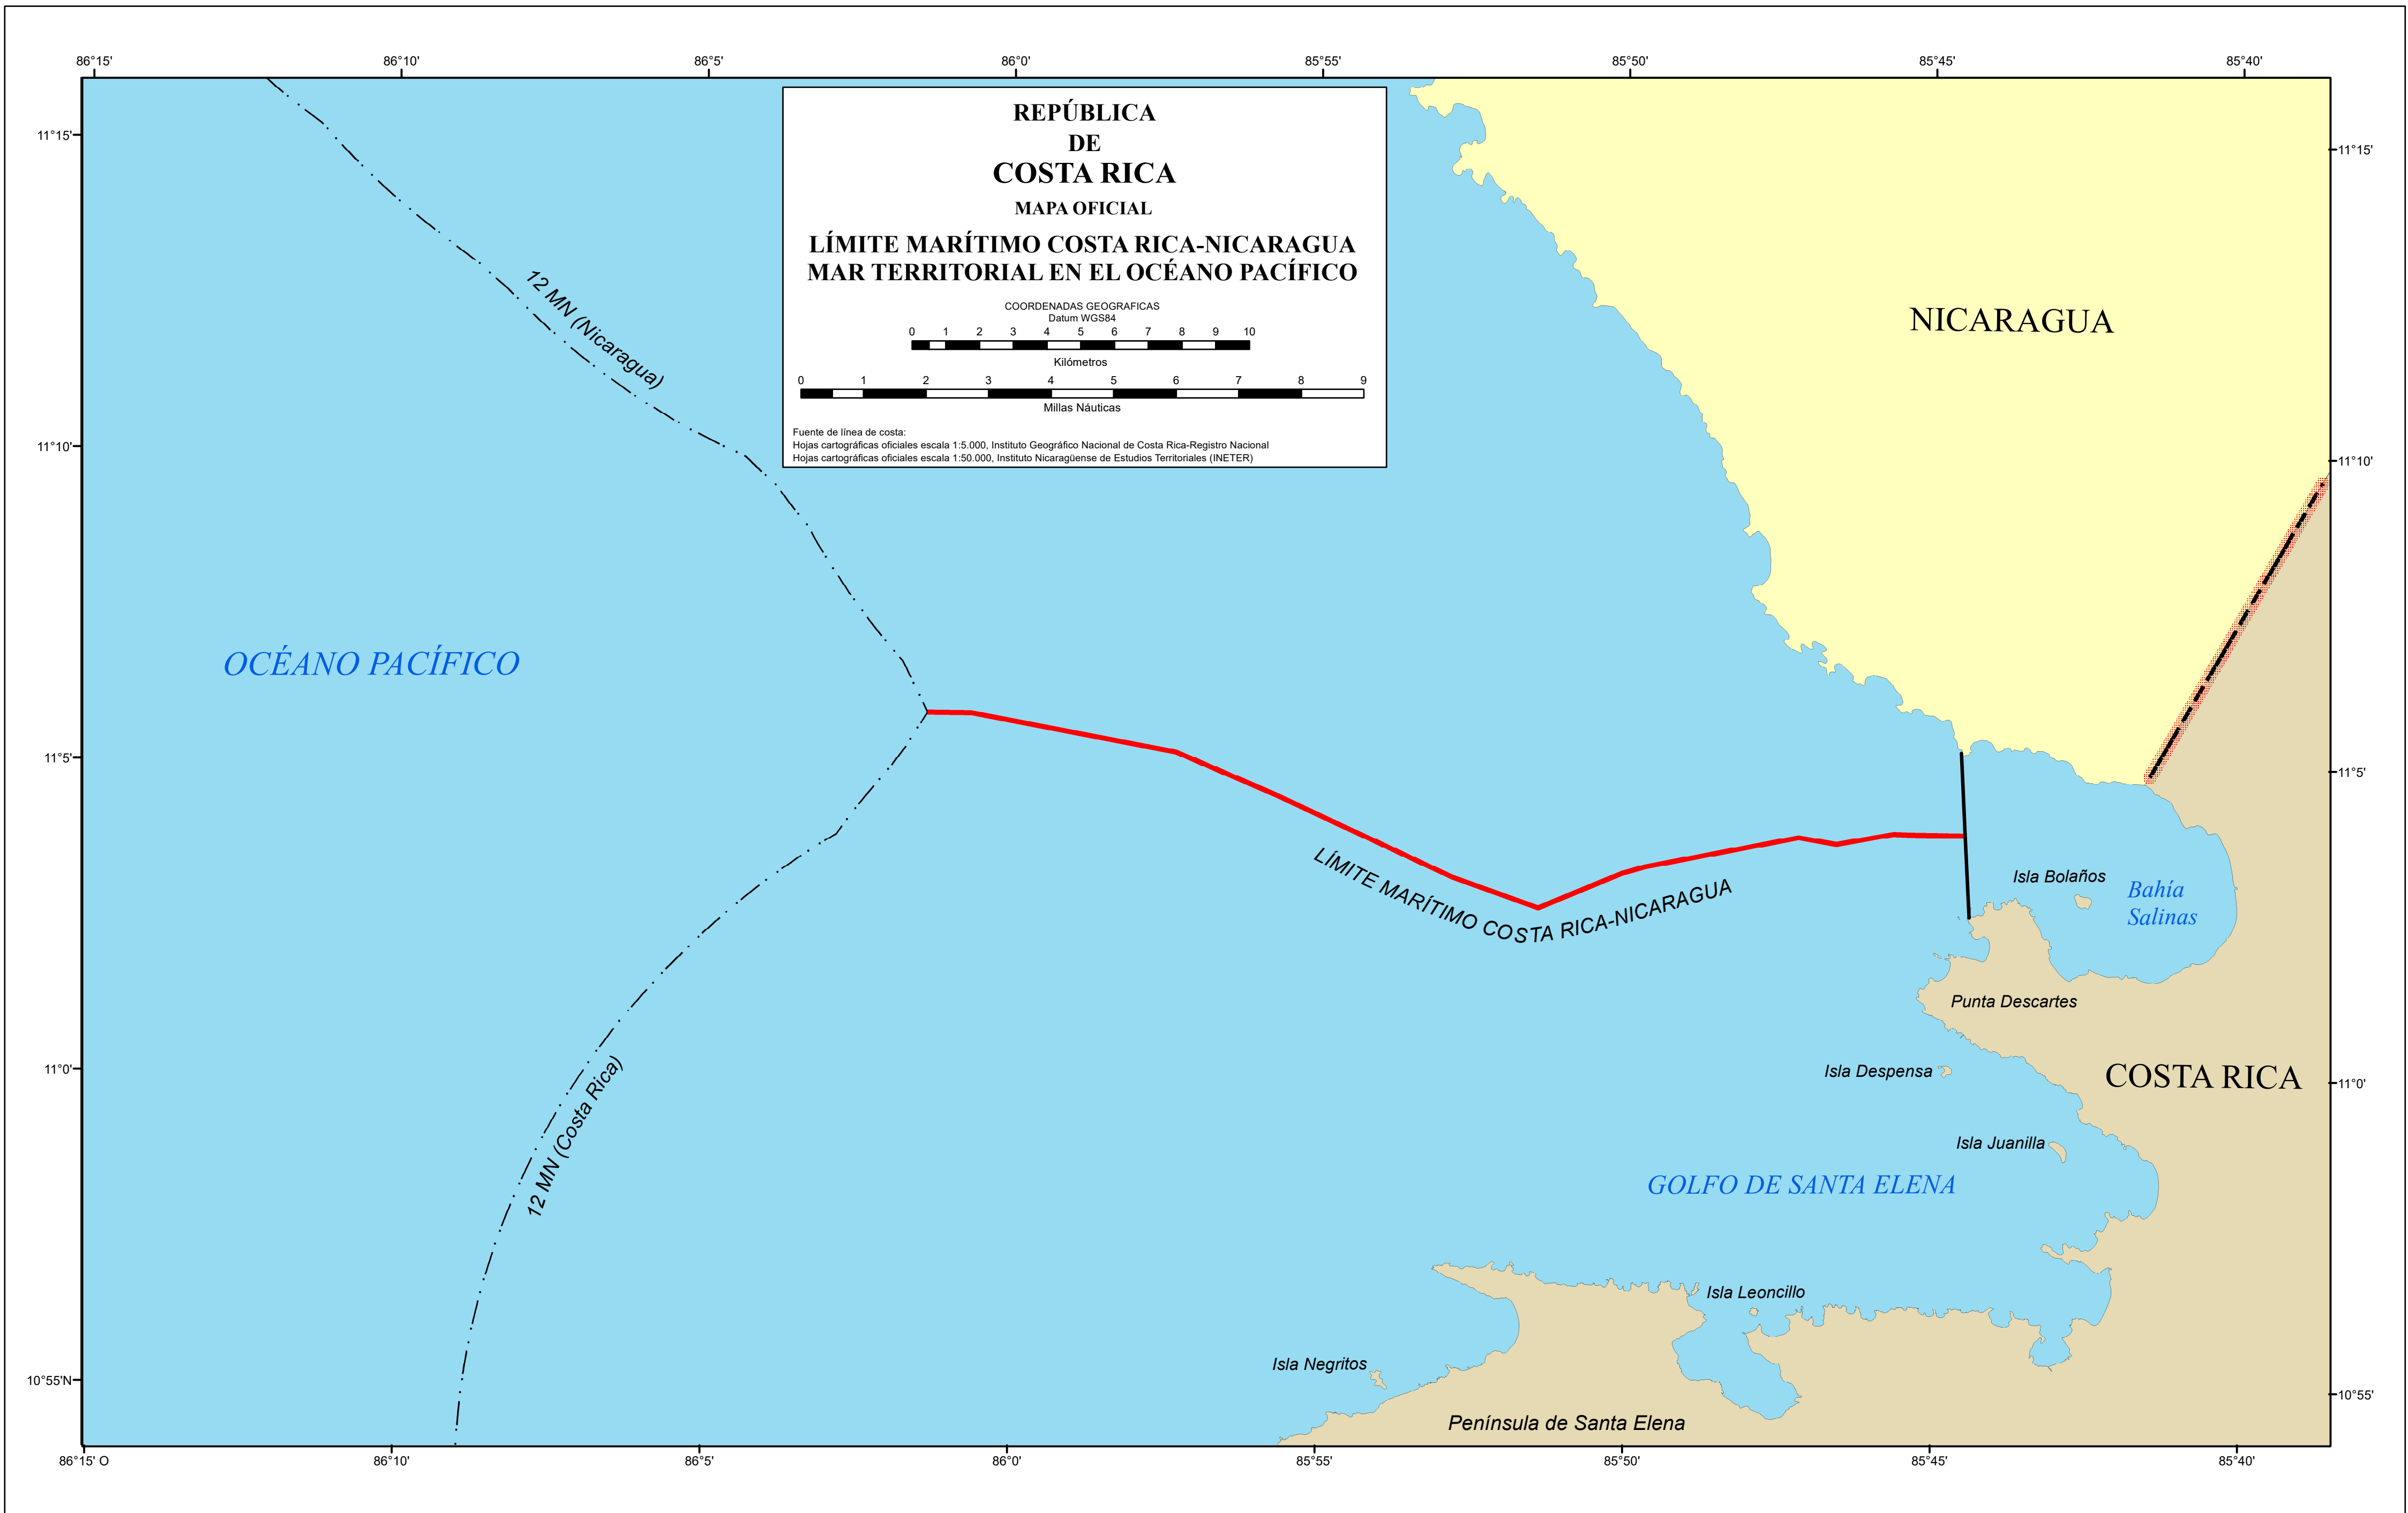 86°15' 86°10' 86°5' 86°0' 85°55' 85°50' 85°45' 85°40'
REPÚBLICA
DE
COSTA RICA
MAPA OFICIAL
LÍMITE MARÍTIMO COSTA RICA-NICARAGUA
MAR TERRITORIAL EN EL OCÉANO PACÍFICO
COORDENADAS GEOGRAFICAS
Datum WGS84
0 1 2 3 4 5 6 7 8 9 10
Kilómetros
0 1 2 3 4 5 6 7 8 9
Millas Náuticas
Fuente de línea de costa:
Hojas cartográficas oficiales escala 1:5.000, Instituto Geográfico Nacional de Costa Rica-Registro Nacional
Hojas cartográficas oficiales escala 1:50.000, Instituto Nicaragüense de Estudios Territoriales (INETER)
11°15'
11°15'
12 MN (Nicaragua)
NICARAGUA
11°10'
11°10'
OCÉANO PACÍFICO
11°5'
11°5'
LÍMITE MARÍTIMO COSTA RICA-NICARAGUA
Isla Bolaños
Bahía
Salinas
Punta Descartes
11°0'
11°0'
12 MN (Costa Rica)
Isla Despensa
COSTA RICA
Isla Juanilla
GOLFO DE SANTA ELENA
Isla Leoncillo
Isla Negritos
10°55'N
10°55'
Península de Santa Elena
86°15' O 86°10' 86°5' 86°0' 85°55' 85°50' 85°45' 85°40'